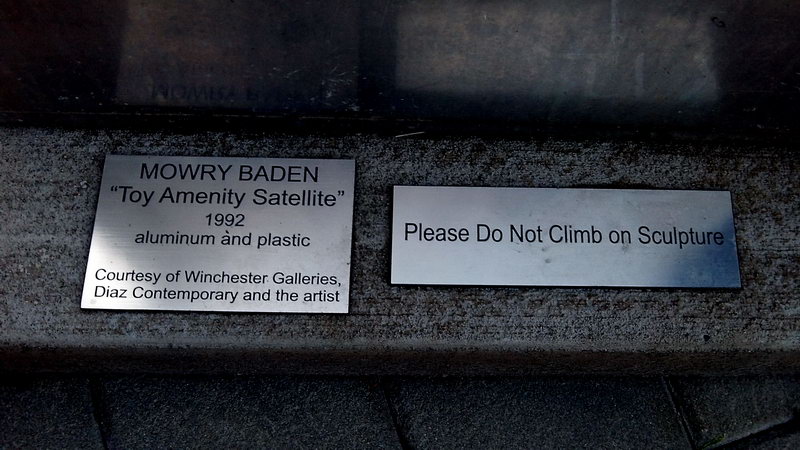 MOWRY BADEN
“Toy Amenity Satellite”
1992
aluminum and plastic
Courtesy of Winchester Galleries,
Diaz Contemporary and the artist
Please Do Not Climb on Sculpture